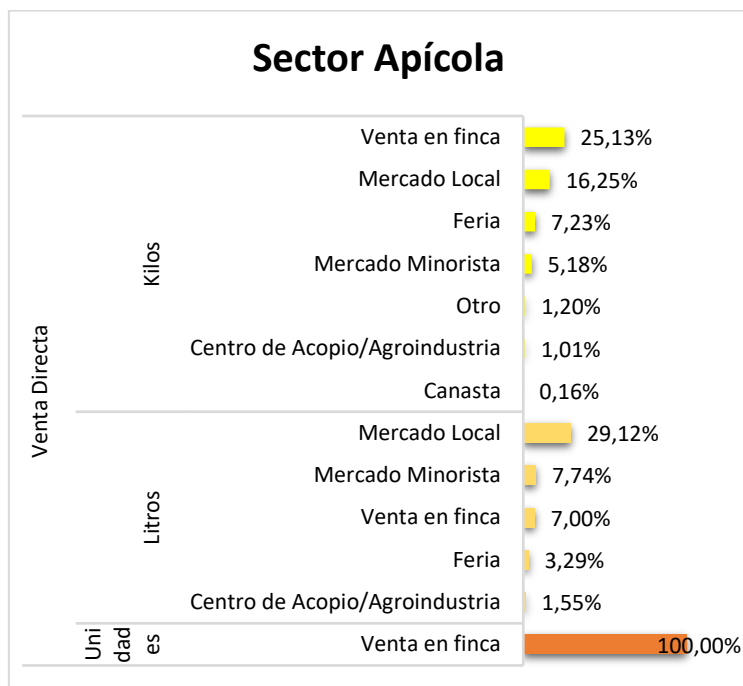 Sector Apícola
Venta Directa
Kilos
Venta en finca 25,13%
Mercado Local 16,25%
Feria 7,23%
Mercado Minorista 5,18%
Otro 1,20%
Centro de Acopio/Agroindustria 1,01%
Canasta 0,16%
Litros
Mercado Local 29,12%
Mercado Minorista 7,74%
Venta en finca 7,00%
Feria 3,29%
Centro de Acopio/Agroindustria 1,55%
Uni
dad
es
Venta en finca 100,00%